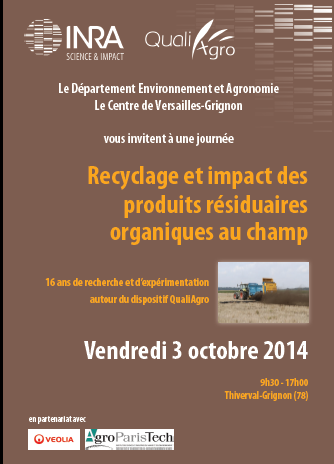 INRA
SCIENCE & IMPACT
Quali
Agro
Le Département Environnement et Agronomie
Le Centre de Versailles-Grignon
vous invitent à une journée
Recyclage et impact des
produits résiduaires
organiques au champ
16 ans de recherche et d'expérimentation
autour du dispositif QualiAgro
Vendredi 3 octobre 2014
9h30 - 17h00
Thiverval-Grignon (78)
en partenariat avec
VEOLIA
AgroParisTech